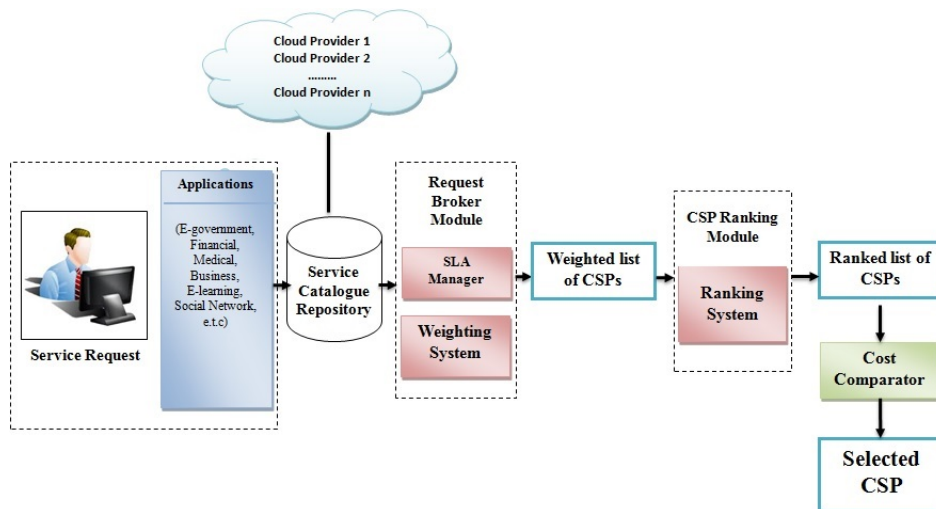 Cloud Provider 1
Cloud Provider 2
.........
Cloud Provider n
Applications
(E-government,
Financial,
Medical,
Business,
E-learning,
Social Network,
e.t.c)
Service Request
Service
Catalogue
Repository
Request
Broker
Module
SLA
Manager
Weighting
System
Weighted list
of CSPs
CSP Ranking
Module
Ranking
System
Ranked list
of CSPs
Cost
Comparator
Selected
CSP